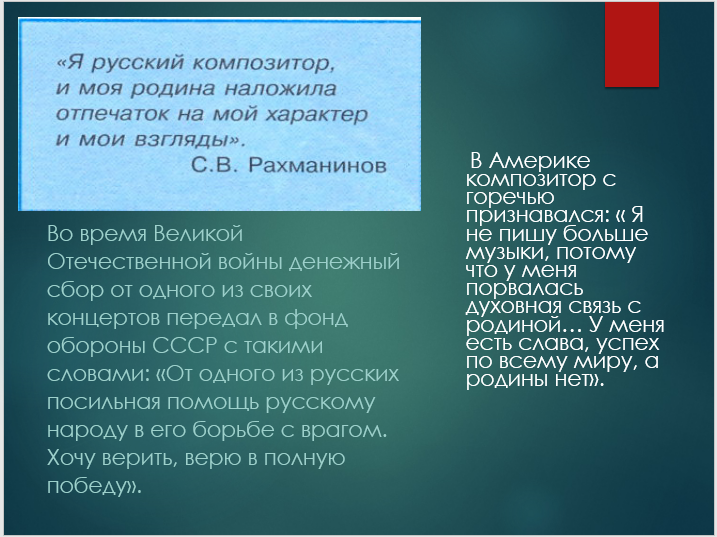 «Я русский композитор,
и моя родина наложила
отпечаток на мой характер
и мои взгляды».
С.В. Рахманинов
Во время Великой
Отечественной войны денежный
сбор от одного из своих
концертов передал в фонд
обороны СССР с такими
словами: «От одного из русских
посильная помощь русскому
народу в его борьбе с врагом.
Хочу верить, верю в полную
победу».
В Америке
композитор с
горечью
признавался: « Я
не пишу больше
музыки, потому
что у меня
порвалась
духовная связь с
родиной… У меня
есть слава, успех
по всему миру, а
родины нет».